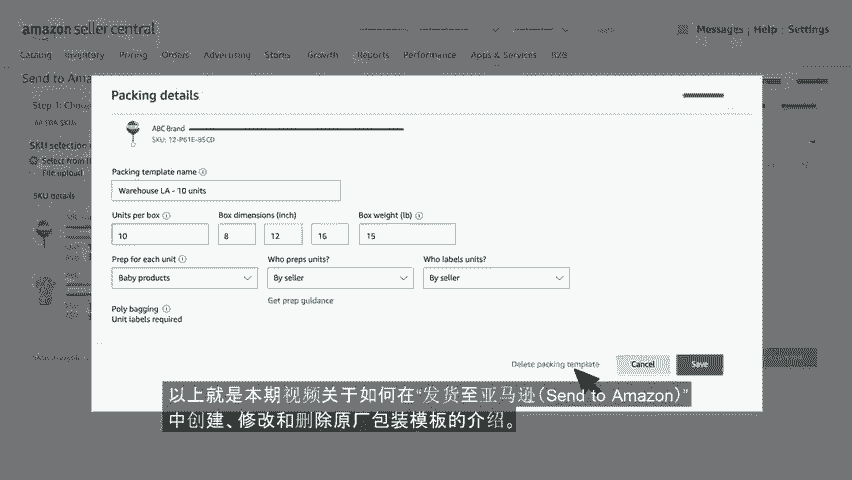 amazon seller central
Messages | Help | Settings
Catalog Inventory Pricing Orders Advertising Stores Growth Reports Performance Apps & Services B2B
Send to Ama
Packing details
Step 1: Choos
ABC Brand
SKU: 12-P61E-B5CD
SKU selection
Select from li
File upload
SKU details
Packing template name
Warehouse LA - 10 units
Units per box Box dimensions (inch) Box weight (lb)
10 8 12 16 15
Prep for each unit Who preps units? Who labels units?
Baby products By seller By seller
Get prep guidance
Poly bagging
Unit labels required
Delete packing template Cancel Save
以上就是本期视频关于如何在“发货至亚马逊(Send to Amazon)”
中创建、修改和删除原厂包装模板的介绍。